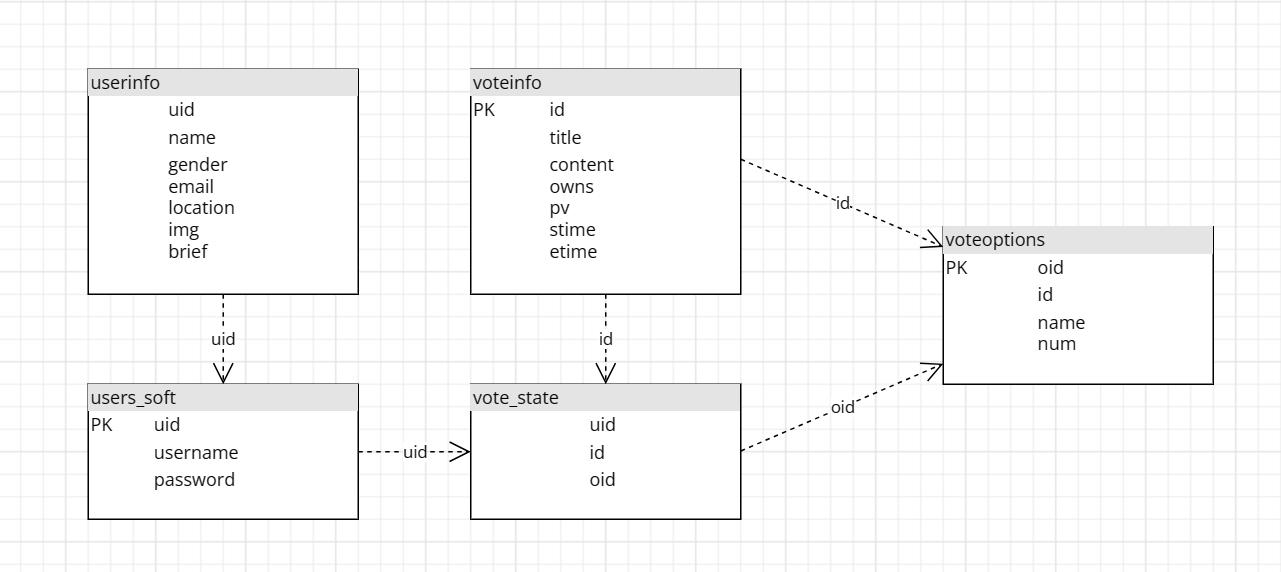 userinfo
uid
name
gender
email
location
img
brief
voteinfo
PK id
title
content
owns
pv
stime
etime
id
voteoptions
PK oid
id
name
num
uid
id
users_soft
PK uid
username
password
uid
vote_state
uid
id
oid
oid